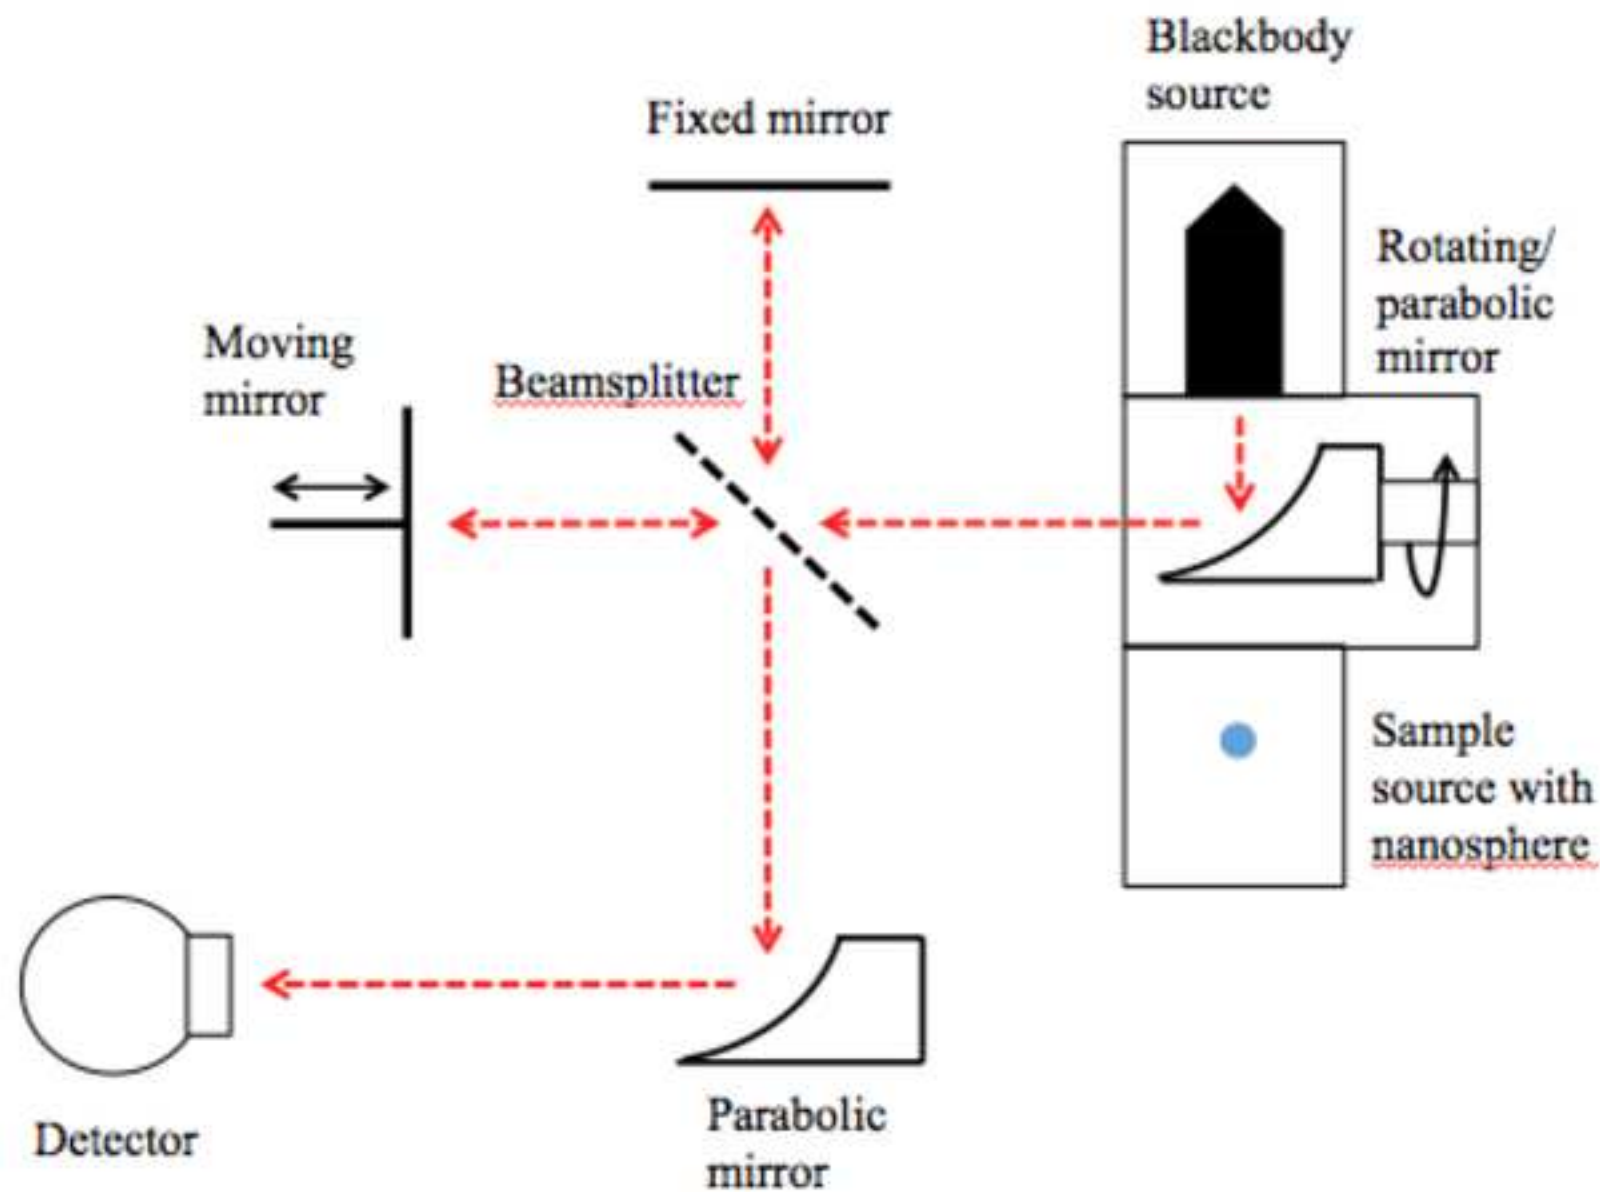 Blackbody
source
Fixed mirror
Rotating/
parabolic
mirror
Moving
mirror
Beamsplitter
Sample
source with
nanosphere
Parabolic
mirror
Detector